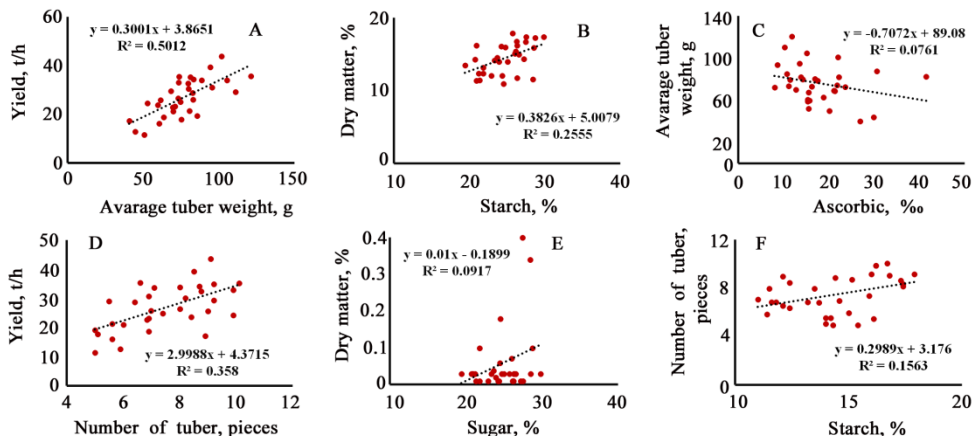 A
y = 0.3001x + 3.8651
R² = 0.5012
Yield, t/h
60
40
20
0
0
50
100
150
Avarage tuber weight, g
B
Dry matter, %
20
15
10
5
0
y = 0.3826x + 5.0079
R² = 0.2555
10
20
30
40
Starch, %
C
y = -0.7072x + 89.08
R² = 0.0761
Avarage tuber
weight, g
140
100
60
20
0
0
10
20
30
40
50
Ascorbic, ‰
D
Yield, t/h
50
40
30
20
10
0
y = 2.9988x + 4.3715
R² = 0.358
4
6
8
10
12
Number of tuber, pieces
E
y = 0.01x - 0.1899
R² = 0.0917
Dry matter, %
0.4
0.3
0.2
0.1
0
10
20
30
40
Sugar, %
F
Number of tuber,
pieces
12
8
4
0
y = 0.2989x + 3.176
R² = 0.1563
10
15
20
Starch, %